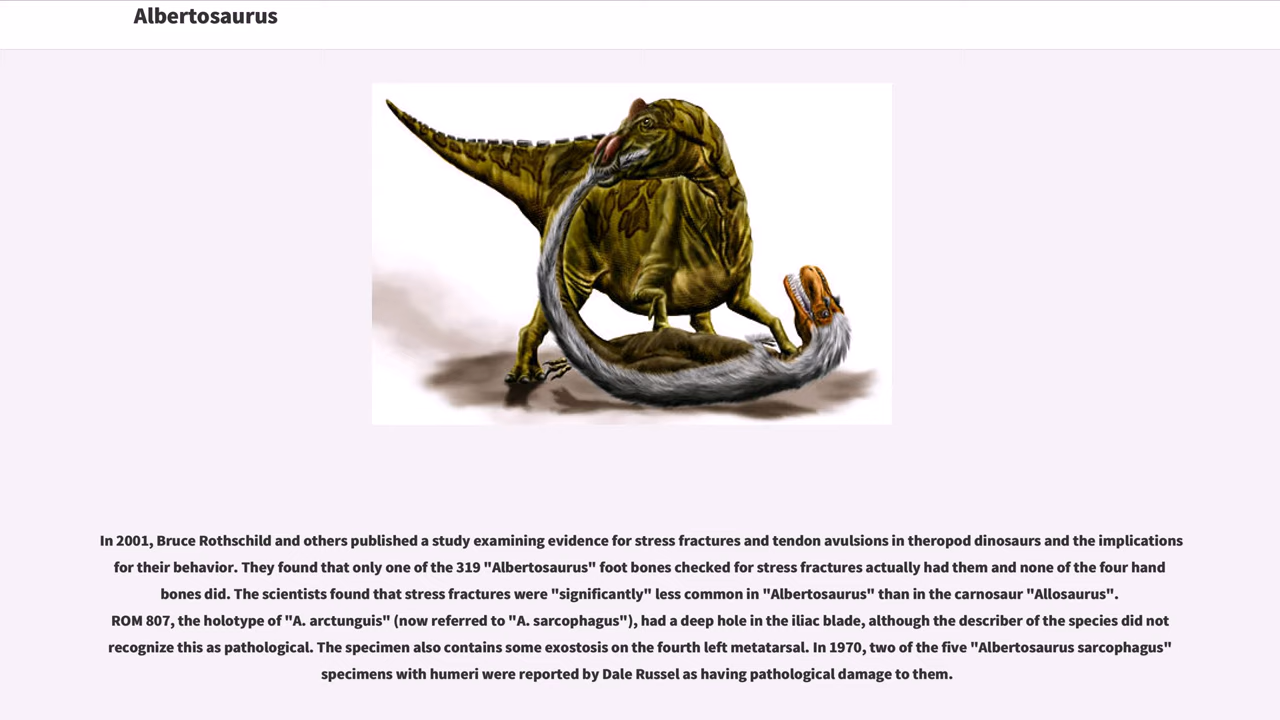 Albertosaurus
In 2001, Bruce Rothschild and others published a study examining evidence for stress fractures and tendon avulsions in theropod dinosaurs and the implications
for their behavior. They found that only one of the 319 "Albertosaurus" foot bones checked for stress fractures actually had them and none of the four hand
bones did. The scientists found that stress fractures were "significantly" less common in "Albertosaurus" than in the carnosaur "Allosaurus".
ROM 807, the holotype of "A. arctunguis" (now referred to "A. sarcophagus"), had a deep hole in the iliac blade, although the describer of the species did not
recognize this as pathological. The specimen also contains some exostosis on the fourth left metatarsal. In 1970, two of the five "Albertosaurus sarcophagus"
specimens with humeri were reported by Dale Russel as having pathological damage to them.